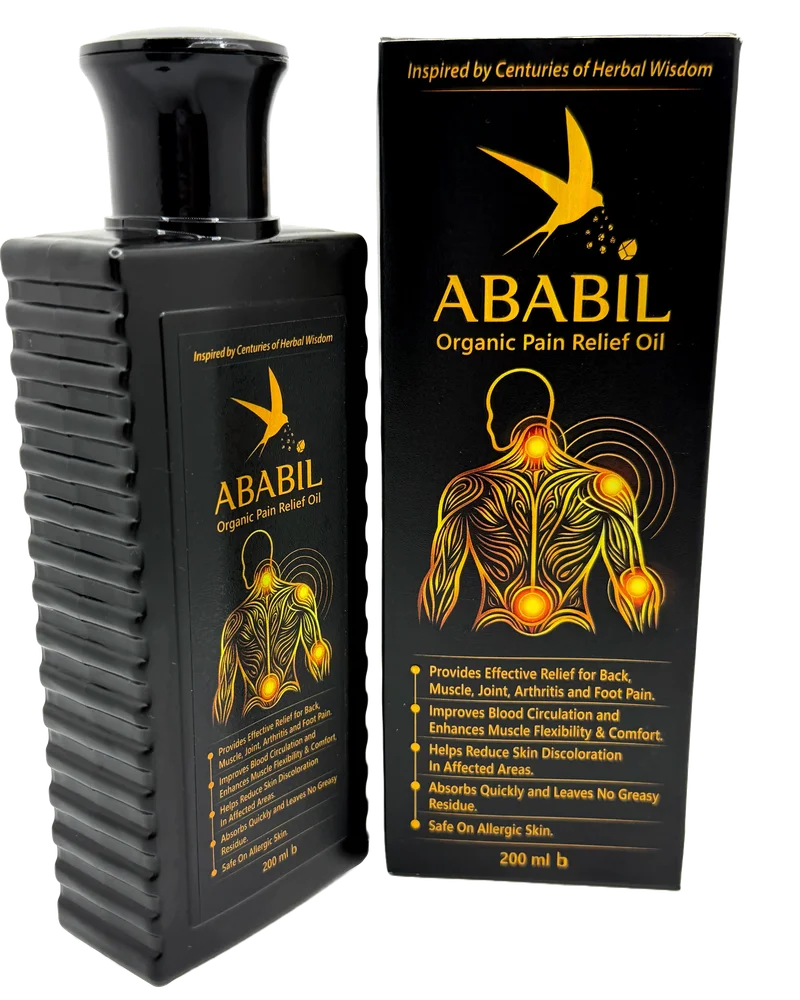 Inspired by Centuries of Herbal Wisdom
ABABIL
Organic Pain Relief Oil
Provides Effective Relief for Back,
Muscle, Joint, Arthritis and Foot Pain.
Improves Blood Circulation and
Enhances Muscle Flexibility & Comfort,
Helps Reduce Skin Discoloration
In Affected Areas.
Absorbs Quickly and Leaves No Greasy
Residue.
Safe On Allergic Skin.
200 ml b
Inspired by Centuries of Herbal Wisdom
ABABIL
Organic Pain Relief Oil
Provides Effective Relief for Back,
Muscle, Joint, Arthritis and Foot Pain.
Improves Blood Circulation and
Enhances Muscle Flexibility & Comfort.
Helps Reduce Skin Discoloration
In Affected Areas.
Absorbs Quickly and Leaves No Greasy
Residue.
Safe On Allergic Skin.
200 ml b